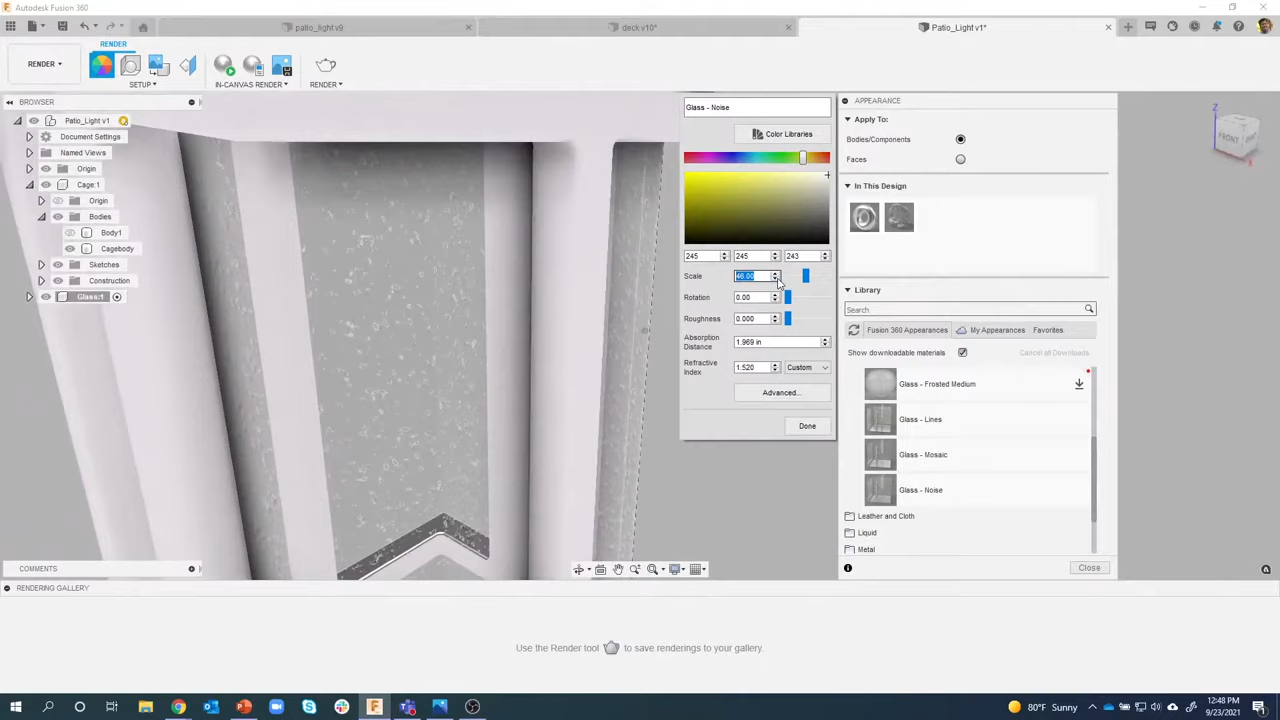 Autodesk Fusion 360
patio_light v9
deck v10*
Patio_Light v1*
RENDER
RENDER
SETUP
IN-CANVAS RENDER
RENDER
BROWSER
Patio_Light v1
Document Settings
Named Views
Origin
Cage:1
Origin
Bodies
Body1
Cagebody
Sketches
Construction
Glass:1
COMMENTS
RENDERING GALLERY
Use the Render tool to save renderings to your gallery.
Glass - Noise
Color Libraries
245 245 243
Scale 46.00
Rotation 0.00
Roughness 0.000
Absorption
Distance 1.969 in
Refractive
Index 1.520 Custom
Advanced...
Done
APPEARANCE
Apply To:
Bodies/Components
Faces
In This Design
Library
Search
Fusion 360 Appearances My Appearances Favorites
Show downloadable materials Cancel all Downloads
Glass - Frosted Medium
Glass - Lines
Glass - Mosaic
Glass - Noise
Leather and Cloth
Liquid
Metal
Close
Z
FRONT
X
80°F Sunny
12:48 PM
9/23/2021